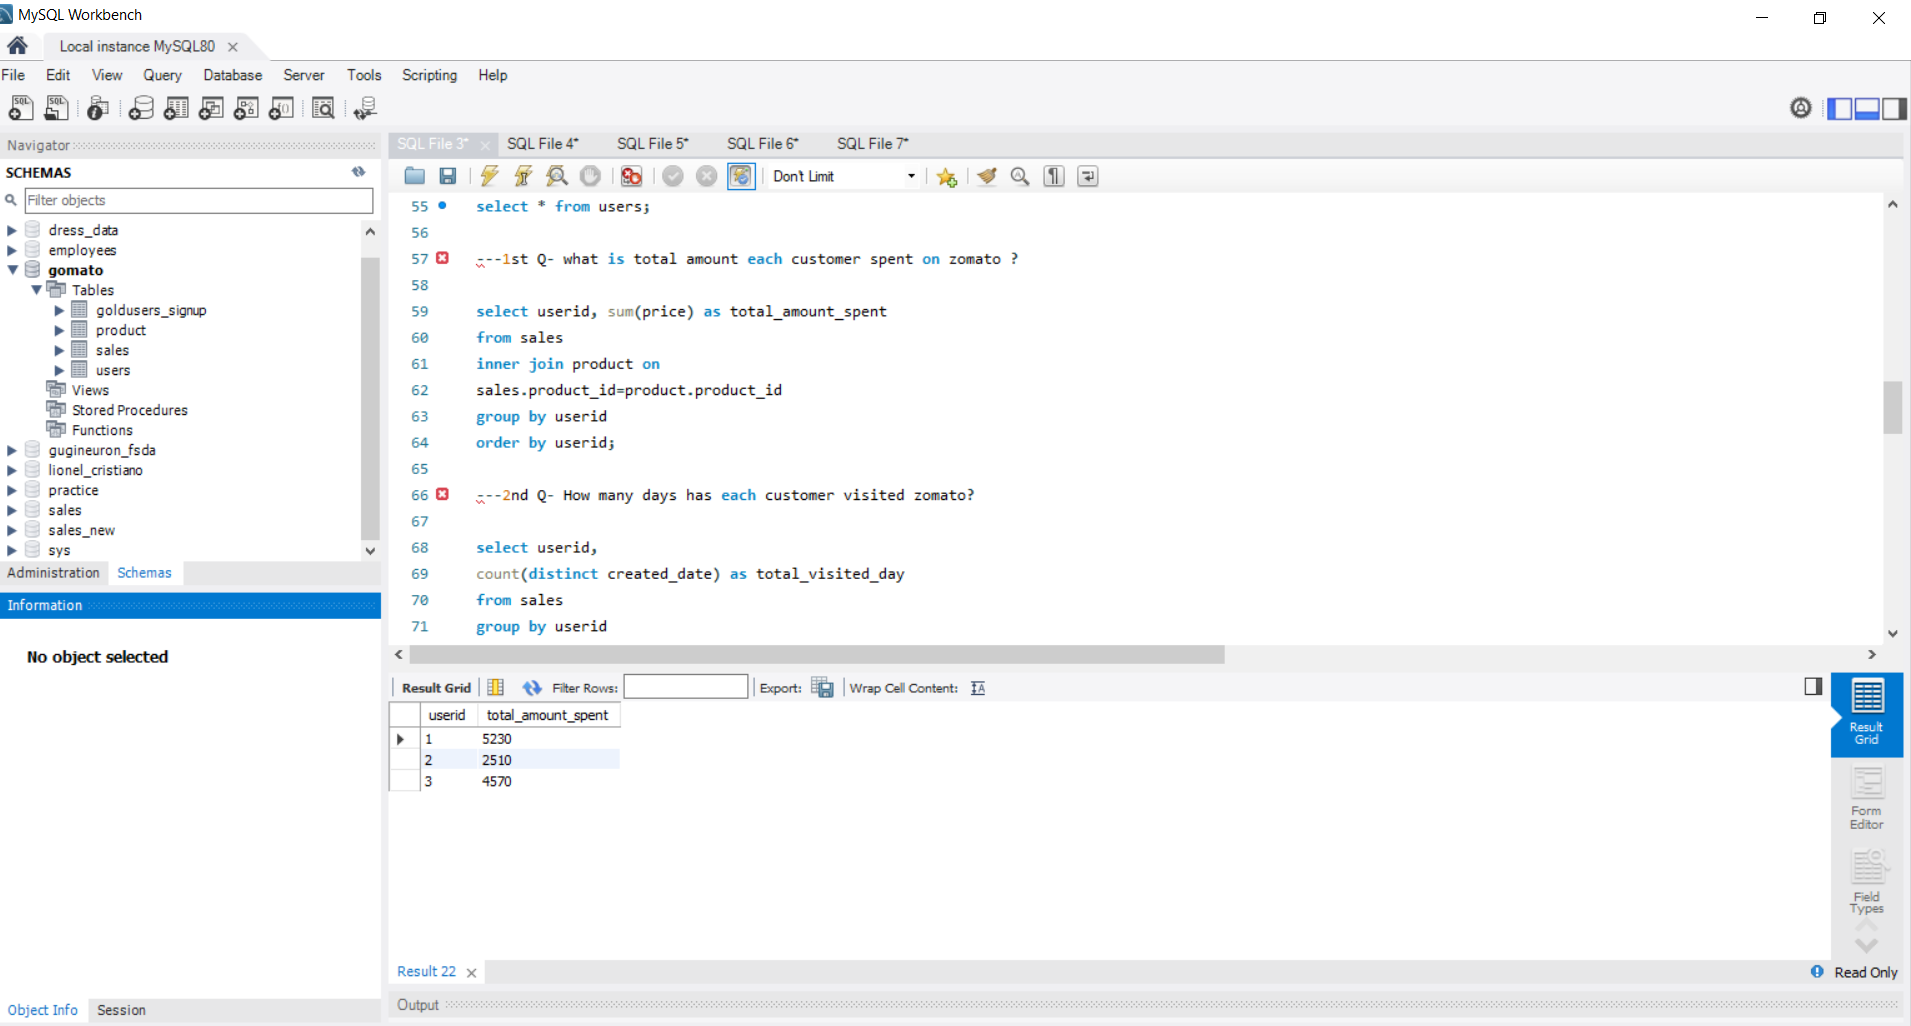 MySQL Workbench
Local instance MySQL80
File Edit View Query Database Server Tools Scripting Help
Navigator
SCHEMAS
Filter objects
dress_data
employees
gomato
Tables
goldusers_signup
product
sales
users
Views
Stored Procedures
Functions
gugineuron_fsda
lionel_cristiano
practice
sales
sales_new
sys
Administration Schemas
Information
No object selected
Object Info Session
SQL File 3* SQL File 4* SQL File 5* SQL File 6* SQL File 7*
Don't Limit
55 select * from users;
56
57 ---1st Q- what is total amount each customer spent on zomato ?
58
59 select userid, sum(price) as total_amount_spent
60 from sales
61 inner join product on
62 sales.product_id=product.product_id
63 group by userid
64 order by userid;
65
66 ---2nd Q- How many days has each customer visited zomato?
67
68 select userid,
69 count(distinct created_date) as total_visited_day
70 from sales
71 group by userid
Result Grid Filter Rows: Export: Wrap Cell Content:
userid total_amount_spent
1 5230
2 2510
3 4570
Result
Grid
Form
Editor
Field
Types
Result 22
Read Only
Output